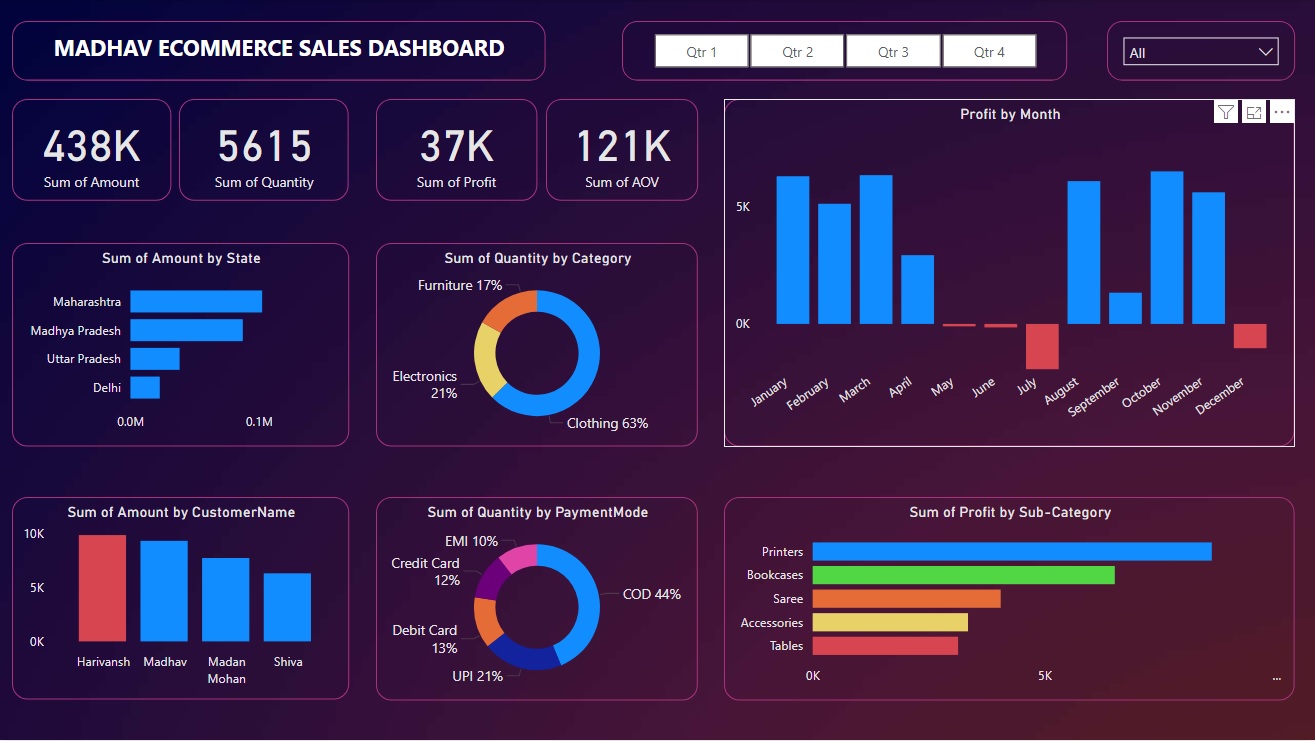 MADHAV ECOMMERCE SALES DASHBOARD
Qtr 1 Qtr 2 Qtr 3 Qtr 4
All
438K
Sum of Amount
5615
Sum of Quantity
37K
Sum of Profit
121K
Sum of AOV
Profit by Month
5K
0K
January February March April May June July August September October November December
Sum of Amount by State
Maharashtra
Madhya Pradesh
Uttar Pradesh
Delhi
0.0M 0.1M
Sum of Quantity by Category
Furniture 17%
Electronics
21%
Clothing 63%
Sum of Amount by CustomerName
10K
5K
0K
Harivansh Madhav Madan Shiva
Mohan
Sum of Quantity by PaymentMode
EMI 10%
Credit Card
12%
COD 44%
Debit Card
13%
UPI 21%
Sum of Profit by Sub-Category
Printers
Bookcases
Saree
Accessories
Tables
0K 5K ...